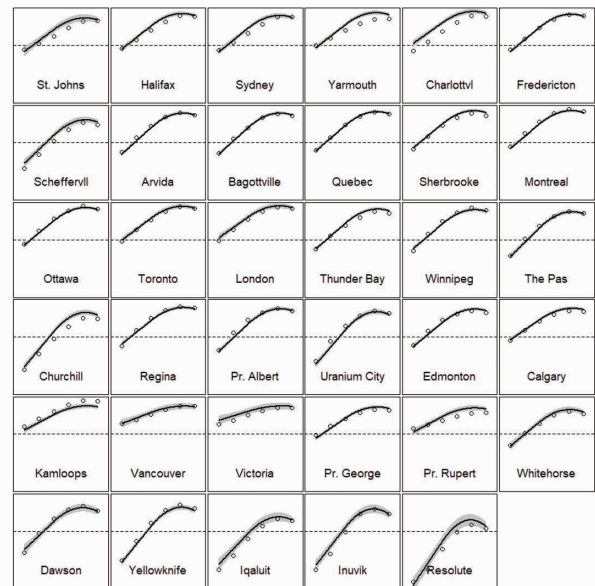 St. Johns Halifax Sydney Yarmouth Charlottvl Fredericton
Scheffervll Arvida Bagottville Quebec Sherbrooke Montreal
Ottawa Toronto London Thunder Bay Winnipeg The Pas
Churchill Regina Pr. Albert Uranium City Edmonton Calgary
Kamloops Vancouver Victoria Pr. George Pr. Rupert Whitehorse
Dawson Yellowknife Iqaluit Inuvik Resolute